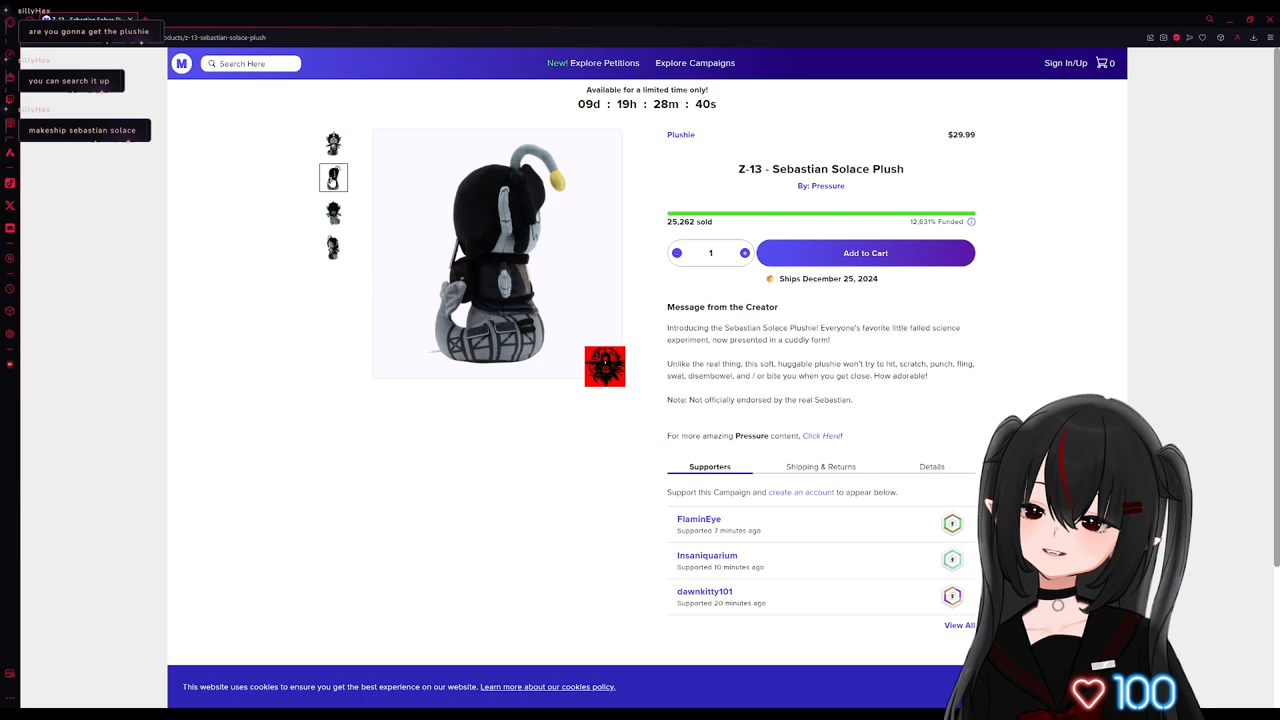 sillyHex
are you gonna get the plushie
sillyHex
you can search it up
sillyHex
makeship sebastian solace
Z-13 - Sebastian Solace Pl...
oducts/z-13-sebastian-solace-plush
M
Search Here
New! Explore Petitions
Explore Campaigns
Sign In/Up
0
Available for a limited time only!
09d : 19h : 28m : 40s
Plushie
$29.99
Z-13 - Sebastian Solace Plush
By: Pressure
25,262 sold
12,631% Funded
- 1 +
Add to Cart
Ships December 25, 2024
Message from the Creator
Introducing the Sebastian Solace Plushie! Everyone's favorite little failed science
experiment, now presented in a cuddly form!
Unlike the real thing, this soft, huggable plushie won't try to hit, scratch, punch, fling,
swat, disembowel, and / or bite you when you get close. How adorable!
Note: Not officially endorsed by the real Sebastian.
For more amazing Pressure content, Click Here!
Supporters
Shipping & Returns
Details
Support this Campaign and create an account to appear below.
FlaminEye
Supported 7 minutes ago
Insaniquarium
Supported 10 minutes ago
dawnkitty101
Supported 20 minutes ago
View All
This website uses cookies to ensure you get the best experience on our website. Learn more about our cookies policy.
100